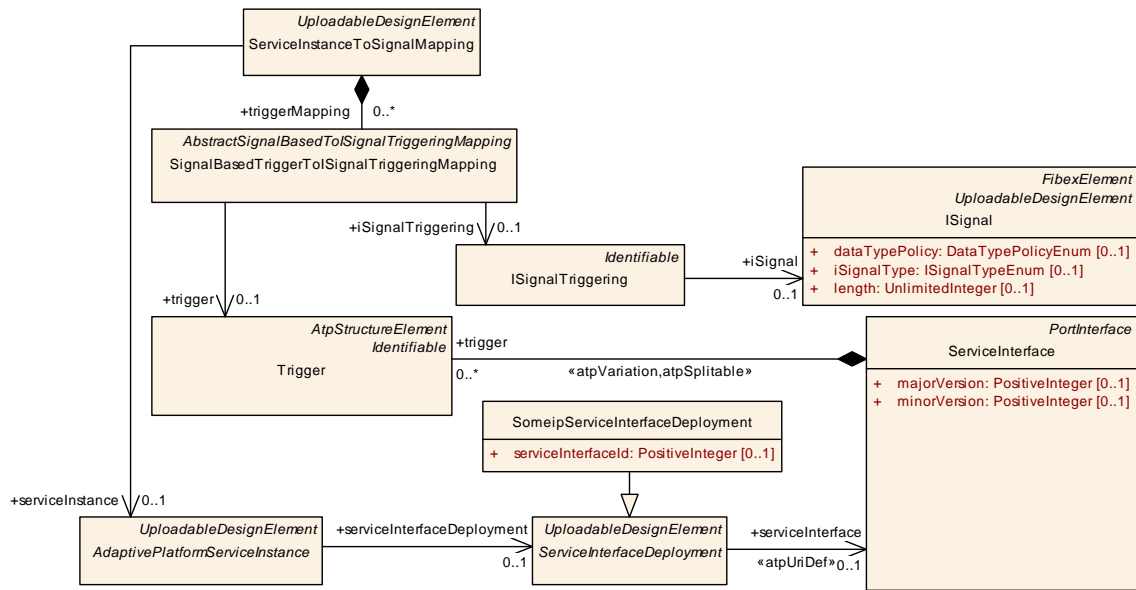 UploadableDesignElement
ServiceInstanceToSignalMapping
+triggerMapping 0..*
AbstractSignalBasedToISignalTriggeringMapping
SignalBasedTriggerToISignalTriggeringMapping
+iSignalTriggering 0..1
FibexElement
UploadableDesignElement
ISignal
+ dataTypePolicy: DataTypePolicyEnum [0..1]
+ iSignalType: ISignalTypeEnum [0..1]
+ length: UnlimitedInteger [0..1]
Identifiable
ISignalTriggering
+iSignal
0..1
+trigger 0..1
AtpStructureElement
Identifiable
Trigger
+trigger
0..*
«atpVariation,atpSplitable»
PortInterface
ServiceInterface
+ majorVersion: PositiveInteger [0..1]
+ minorVersion: PositiveInteger [0..1]
SomeipServiceInterfaceDeployment
+ serviceInterfaceId: PositiveInteger [0..1]
+serviceInstance 0..1
UploadableDesignElement
AdaptivePlatformServiceInstance
+serviceInterfaceDeployment
0..1
UploadableDesignElement
ServiceInterfaceDeployment
+serviceInterface
«atpUriDef» 0..1